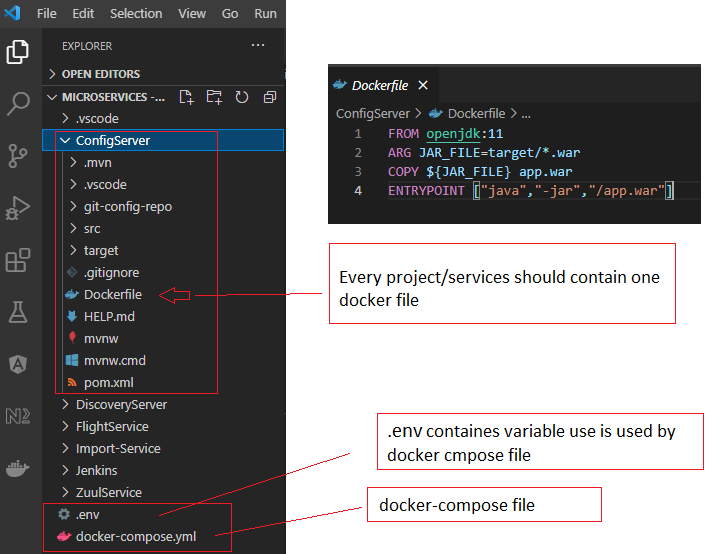 File Edit Selection View Go Run
EXPLORER ...
OPEN EDITORS
MICROSERVICES -...
.vscode
ConfigServer
.mvn
.vscode
git-config-repo
src
target
.gitignore
Dockerfile
HELP.md
mvnw
mvnw.cmd
pom.xml
DiscoveryServer
FlightService
Import-Service
Jenkins
ZuulService
.env
docker-compose.yml
Dockerfile
ConfigServer > Dockerfile > ...
1 FROM openjdk:11
2 ARG JAR_FILE=target/*.war
3 COPY ${JAR_FILE} app.war
4 ENTRYPOINT ["java","-jar","/app.war"]
Every project/services should contain one
docker file
.env containes variable use is used by
docker cmpose file
docker-compose file